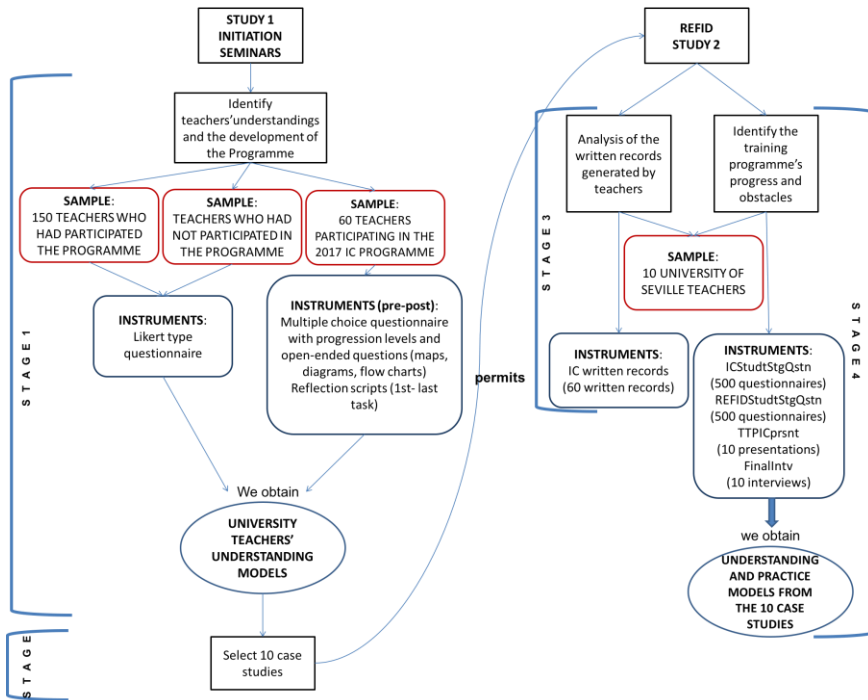 STUDY 1
INITIATION
SEMINARS
Identify
teachers'understandings
and the development of
the Programme
SAMPLE:
150 TEACHERS WHO
HAD PARTICIPATED
THE PROGRAMME
SAMPLE:
TEACHERS WHO HAD
NOT PARTICIPATED IN
THE PROGRAMME
SAMPLE:
60 TEACHERS
PARTICIPATING IN THE
2017 IC PROGRAMME
INSTRUMENTS:
Likert type
questionnaire
INSTRUMENTS (pre-post):
Multiple choice questionnaire
with progression levels and
open-ended questions (maps,
diagrams, flow charts)
Reflection scripts (1st- last
task)
STAGE 1
We obtain
UNIVERSITY
TEACHERS'
UNDERSTANDING
MODELS
STAGE
Select 10 case
studies
permits
REFID
STUDY 2
Analysis of the
written records
generated by
teachers
Identify the
training
programme's
progress and
obstacles
STAGE 3
SAMPLE:
10 UNIVERSITY OF
SEVILLE TEACHERS
INSTRUMENTS:
IC written records
(60 written records)
INSTRUMENTS:
ICStudtStgQstn
(500 questionnaires)
REFIDStudtStgQstn
(500 questionnaires)
TTPICprsnt
(10 presentations)
FinalIntv
(10 interviews)
STAGE 4
we obtain
UNDERSTANDING
AND PRACTICE
MODELS FROM
THE 10 CASE
STUDIES